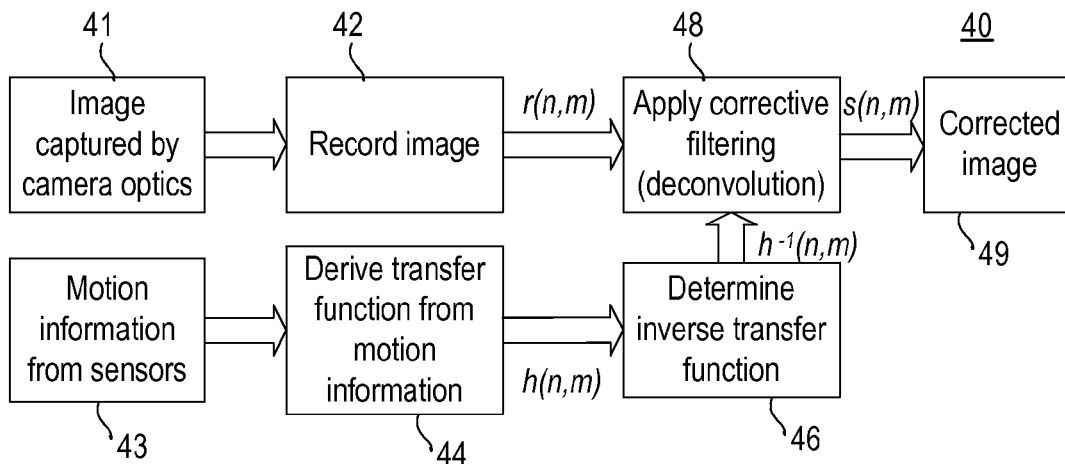 41
42
48
40
Image
captured by
camera optics
Record image
r(n,m)
Apply corrective
filtering
(deconvolution)
s(n,m)
Corrected
image
49
Motion
information
from sensors
43
Derive transfer
function from
motion
information
44
h(n,m)
h⁻¹(n,m)
Determine
inverse transfer
function
46